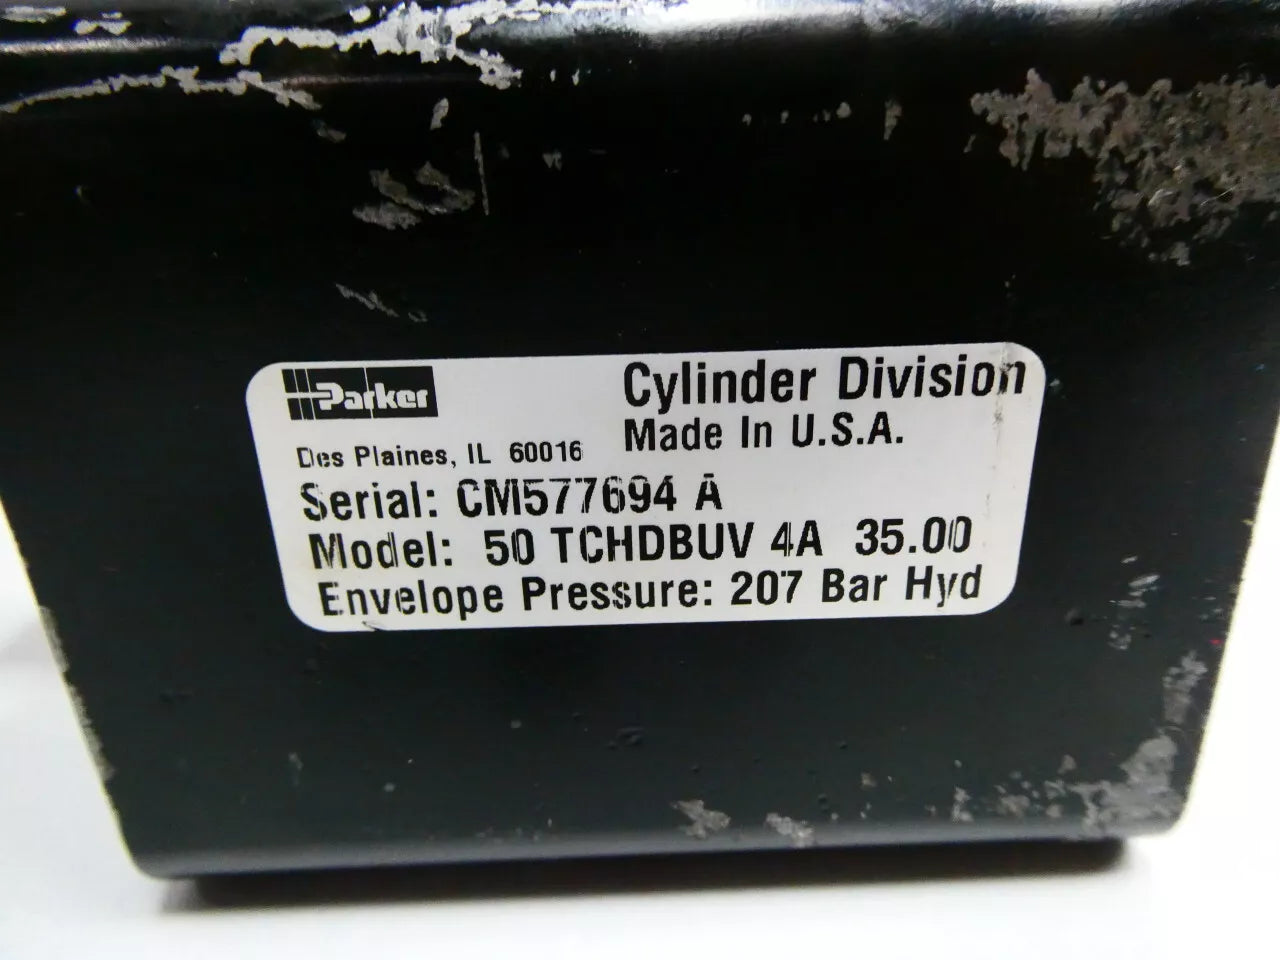 Parker
Cylinder Division
Made In U.S.A.
Des Plaines, IL 60016
Serial: CM577694 A
Model: 50 TCHDBUV 4A 35.00
Envelope Pressure: 207 Bar Hyd